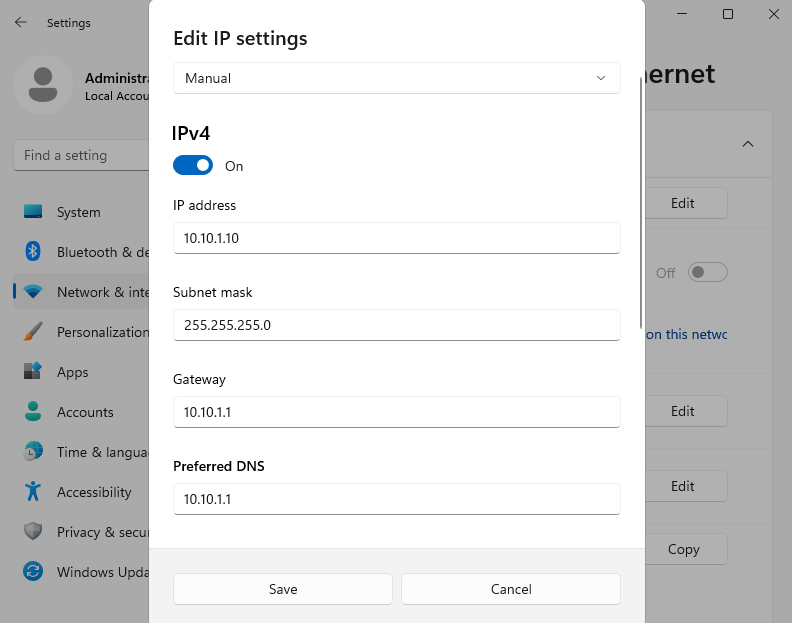 Settings
Administra
Local Accou
Find a setting
System
Bluetooth & de
Network & inte
Personalization
Apps
Accounts
Time & langua
Accessibility
Privacy & secur
Windows Upda
Edit IP settings
Manual
IPv4
On
IP address
10.10.1.10
Subnet mask
255.255.255.0
Gateway
10.10.1.1
Preferred DNS
10.10.1.1
Save
Cancel
ernet
Edit
Off
on this netwo
Edit
Edit
Copy